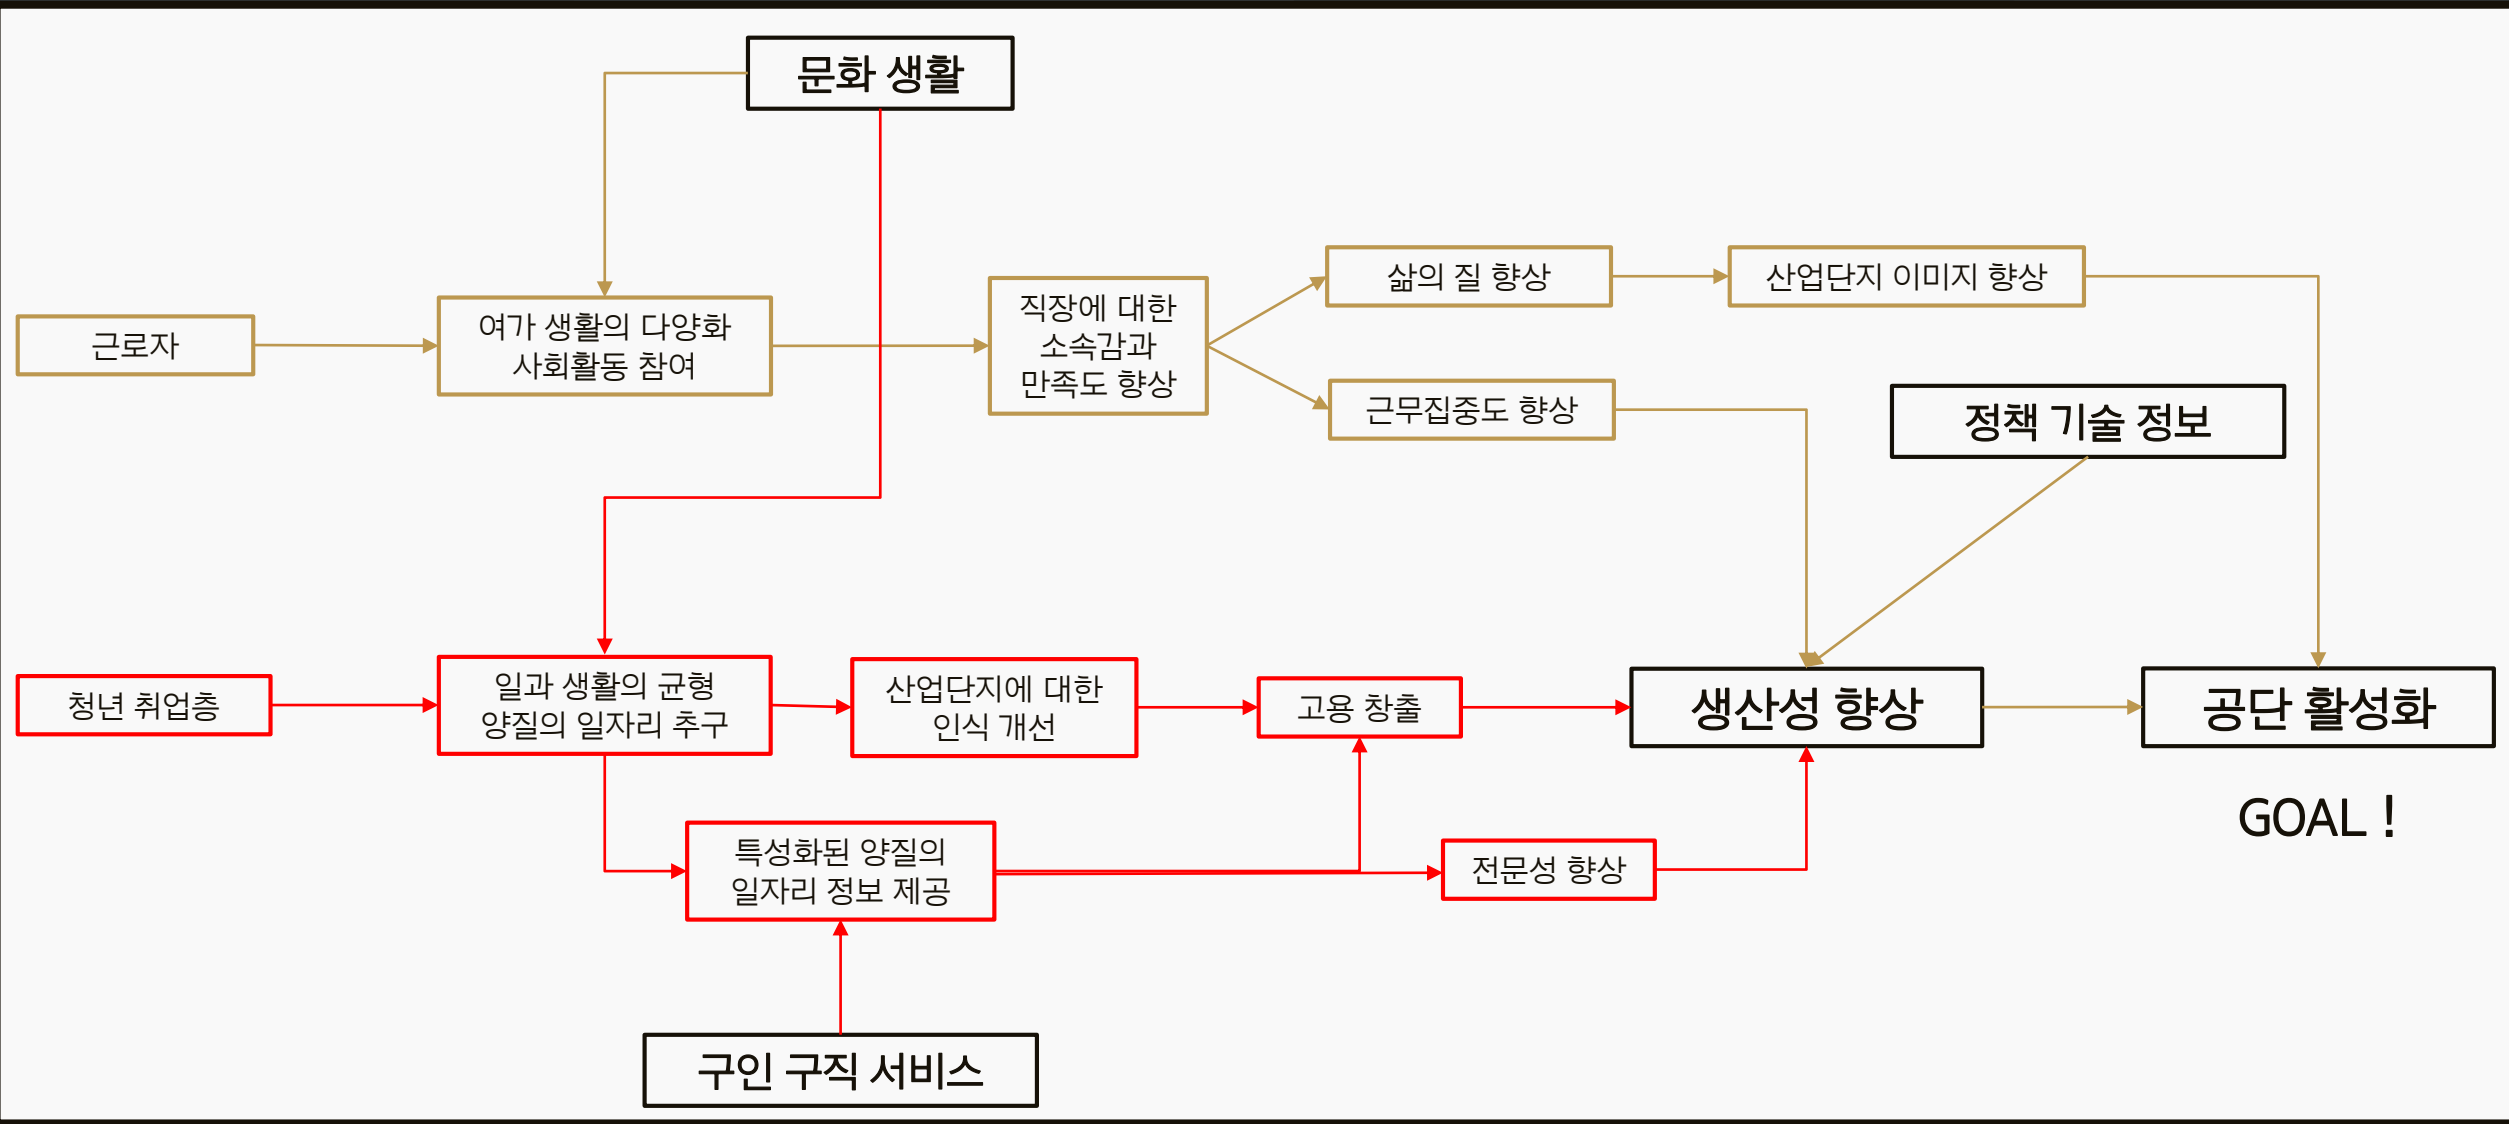 문화 생활
근로자
여가 생활의 다양화
사회활동 참여
직장에 대한
소속감과
만족도 향상
삶의 질 향상
산업단지 이미지 향상
근무집중도 향상
정책 기술 정보
청년 취업층
일과 생활의 균형
양질의 일자리 추구
산업단지에 대한
인식 개선
고용 창출
생산성 향상
공단 활성화
GOAL !
특성화된 양질의
일자리 정보 제공
전문성 향상
구인 구직 서비스